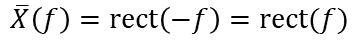 X̅(f) = rect(−f) = rect(f)